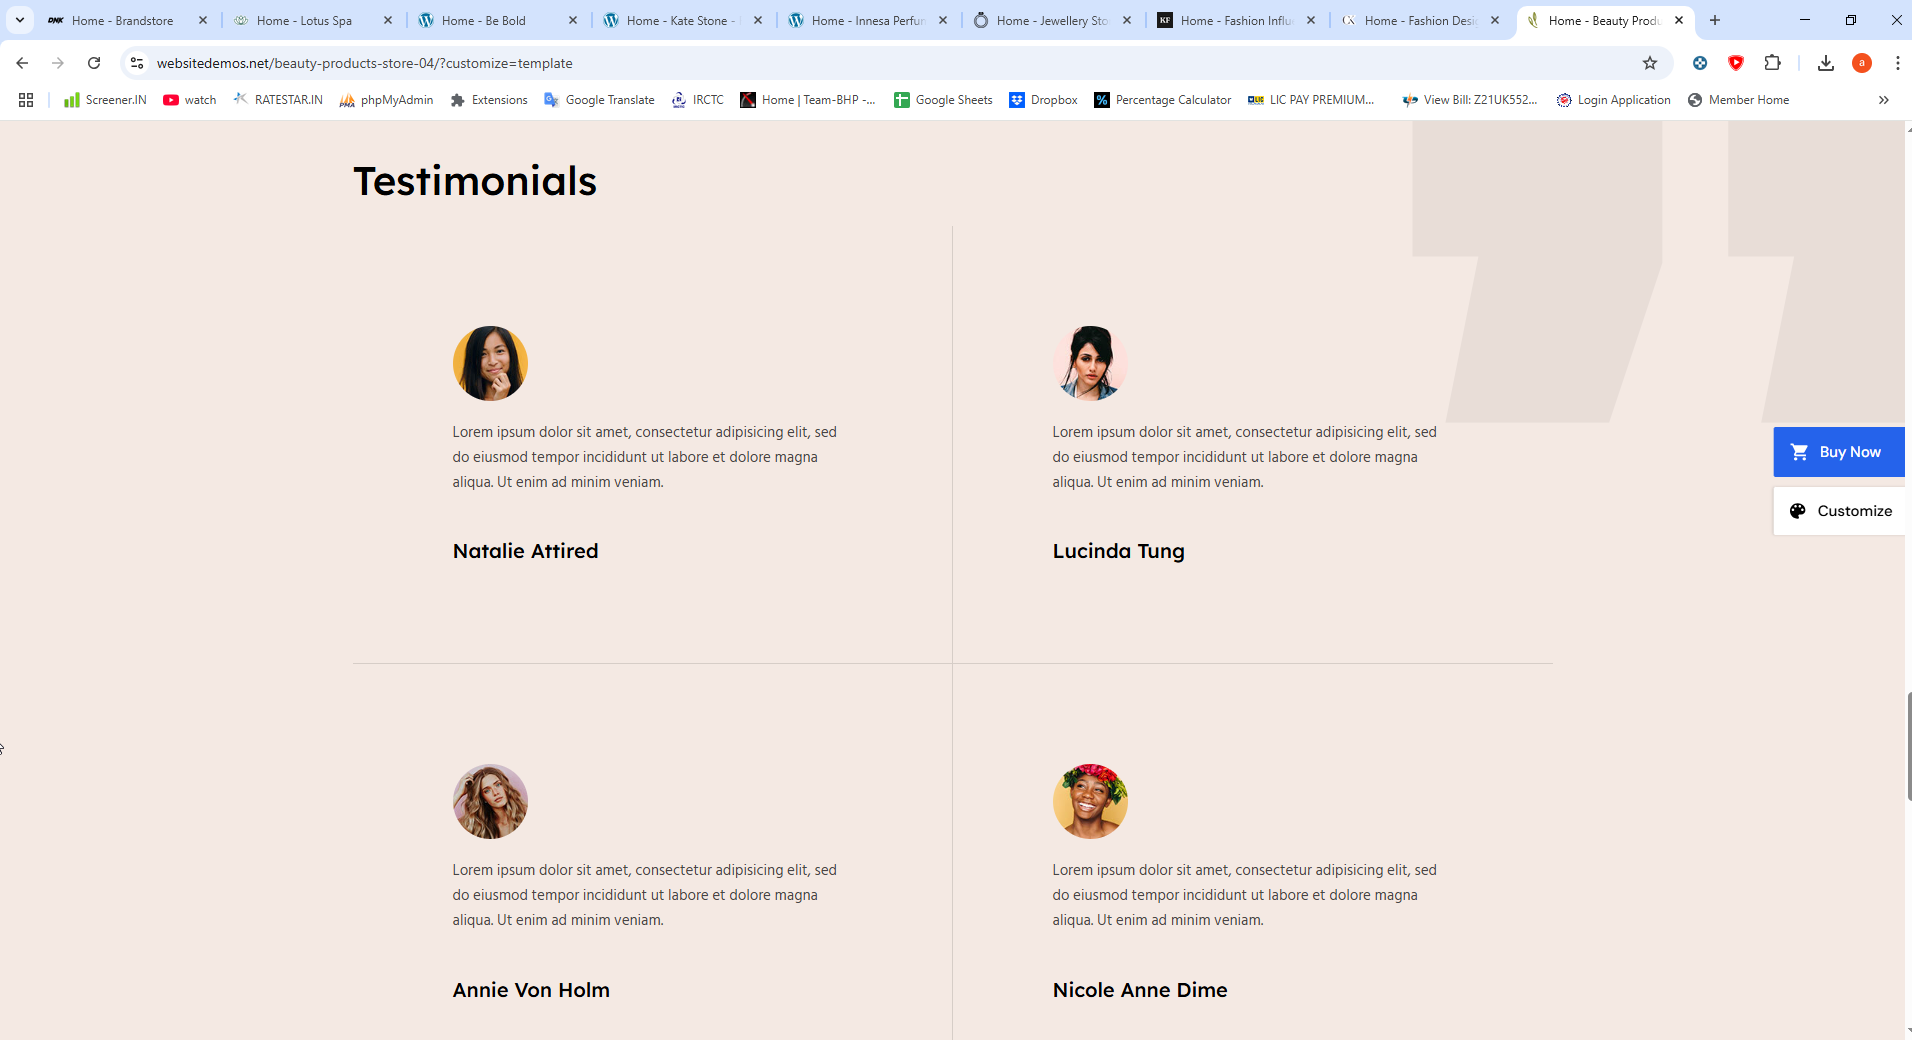 DNK Home - Brandstore
Home - Lotus Spa
Home - Be Bold
Home - Kate Stone -
Home - Innesa Perfun
Home - Jewellery Sto
KF Home - Fashion Influ
CX Home - Fashion Desi
Home - Beauty Produ
websitedemos.net/beauty-products-store-04/?customize=template
a
Screener.IN
watch
RATESTAR.IN
phpMyAdmin
Extensions
Google Translate
IRCTC
Home | Team-BHP -...
Google Sheets
Dropbox
Percentage Calculator
LIC PAY PREMIUM...
View Bill: Z21UK552...
Login Application
Member Home
Testimonials
Lorem ipsum dolor sit amet, consectetur adipisicing elit, sed
do eiusmod tempor incididunt ut labore et dolore magna
aliqua. Ut enim ad minim veniam.
Natalie Attired
Lorem ipsum dolor sit amet, consectetur adipisicing elit, sed
do eiusmod tempor incididunt ut labore et dolore magna
aliqua. Ut enim ad minim veniam.
Lucinda Tung
Buy Now
Customize
Lorem ipsum dolor sit amet, consectetur adipisicing elit, sed
do eiusmod tempor incididunt ut labore et dolore magna
aliqua. Ut enim ad minim veniam.
Annie Von Holm
Lorem ipsum dolor sit amet, consectetur adipisicing elit, sed
do eiusmod tempor incididunt ut labore et dolore magna
aliqua. Ut enim ad minim veniam.
Nicole Anne Dime